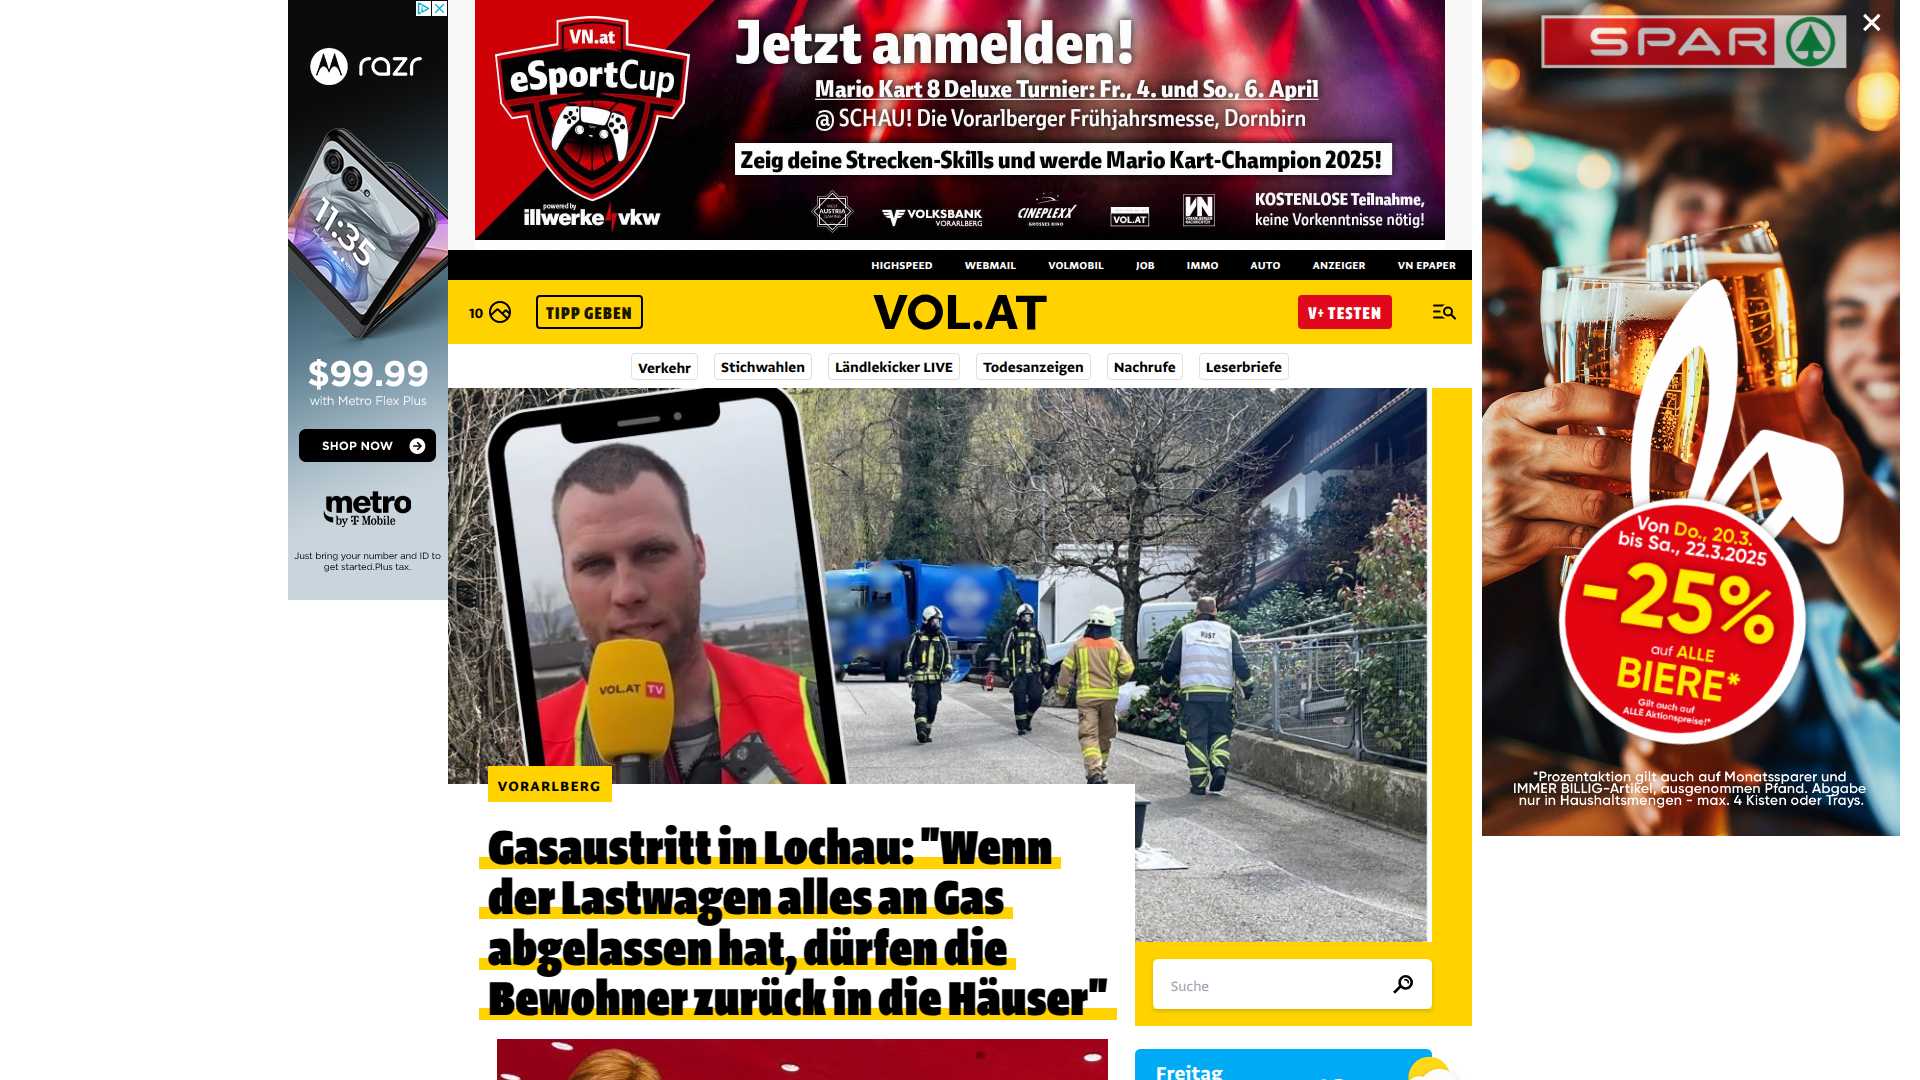 razr
11:35
$99.99
with Metro Flex Plus
SHOP NOW
metro
by T Mobile
Just bring your number and ID to
get started.Plus tax.
VN.at
eSportCup
powered by
illwerke vkw
Jetzt anmelden!
Mario Kart 8 Deluxe Turnier: Fr., 4. und So., 6. April
@ SCHAU! Die Vorarlberger Frühjahrsmesse, Dornbirn
Zeig deine Strecken-Skills und werde Mario Kart-Champion 2025!
AUSTRIA
VOLKSBANK
VORARLBERG
CINEPLEXX
VOL.AT
VN
KOSTENLOSE Teilnahme,
keine Vorkenntnisse nötig!
HIGHSPEED WEBMAIL VOLMOBIL JOB IMMO AUTO ANZEIGER VN EPAPER
10
TIPP GEBEN
VOL.AT
V+ TESTEN
Verkehr Stichwahlen Ländlekicker LIVE Todesanzeigen Nachrufe Leserbriefe
VOL.AT TV
RUST
VORARLBERG
Gasaustritt in Lochau: "Wenn
der Lastwagen alles an Gas
abgelassen hat, dürfen die
Bewohner zurück in die Häuser"
Suche
Freitag
SPAR
Von Do., 20.3.
bis Sa., 22.3.2025
-25%
auf ALLE
BIERE*
Gilt auch auf
ALLE Aktionspreise!*
*Prozentaktion gilt auch auf Monatssparer und
IMMER BILLIG-Artikel, ausgenommen Pfand. Abgabe
nur in Haushaltsmengen - max. 4 Kisten oder Trays.